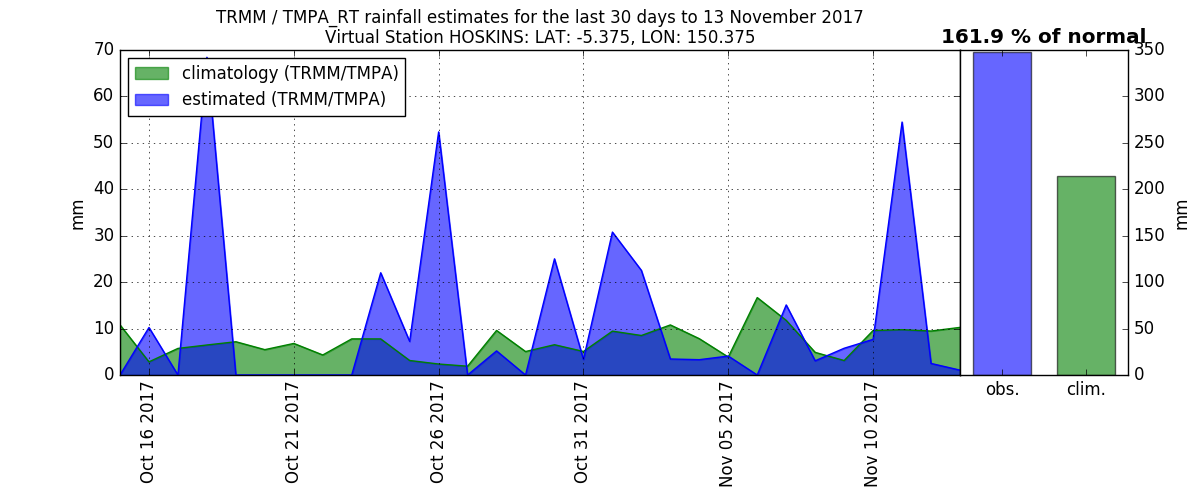 TRMM / TMPA_RT rainfall estimates for the last 30 days to 13 November 2017
Virtual Station HOSKINS: LAT: -5.375, LON: 150.375
161.9 % of normal
climatology (TRMM/TMPA)
estimated (TRMM/TMPA)
70
60
50
40
30
20
10
0
mm
Oct 16 2017
Oct 21 2017
Oct 26 2017
Oct 31 2017
Nov 05 2017
Nov 10 2017
350
300
250
200
150
100
50
0
mm
obs.
clim.